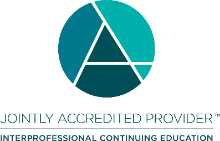 JOINTLY ACCREDITED PROVIDER™
INTERPROFESSIONAL CONTINUING EDUCATION